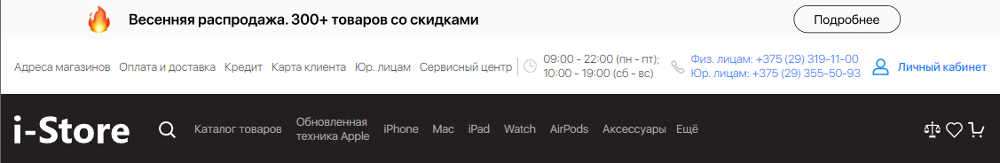 Весенняя распродажа. 300+ товаров со скидками
Подробнее
Адреса магазинов Оплата и доставка Кредит Карта клиента Юр. лицам Сервисный центр
09:00 - 22:00 (пн - пт);
10:00 - 19:00 (сб - вс)
Физ. лицам: +375 (29) 319-11-00
Юр. лицам: +375 (29) 355-50-93
Личный кабинет
i-Store
Каталог товаров
Обновленная
техника Apple
iPhone Mac iPad Watch AirPods Аксессуары Ещё